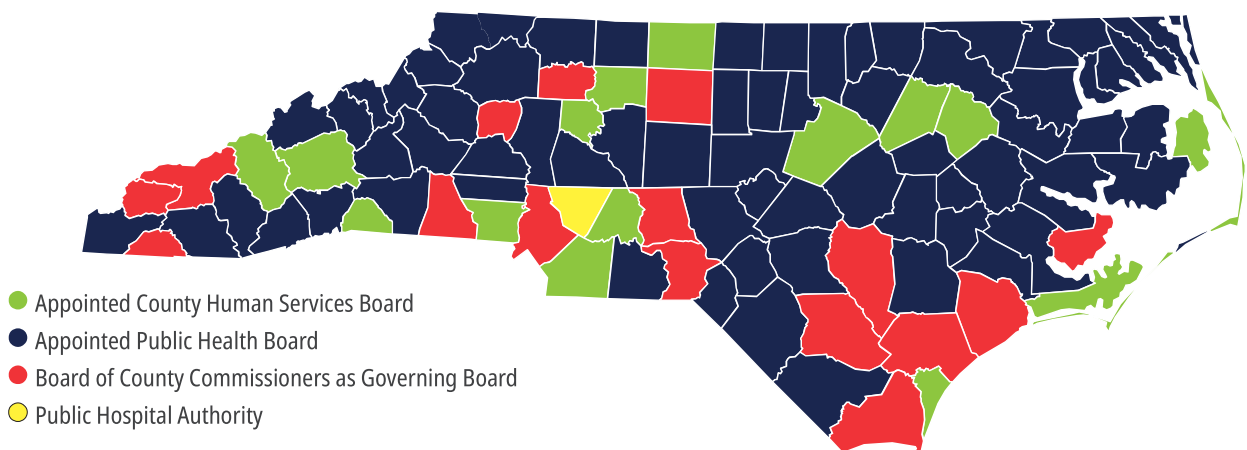 Appointed County Human Services Board
Appointed Public Health Board
Board of County Commissioners as Governing Board
Public Hospital Authority